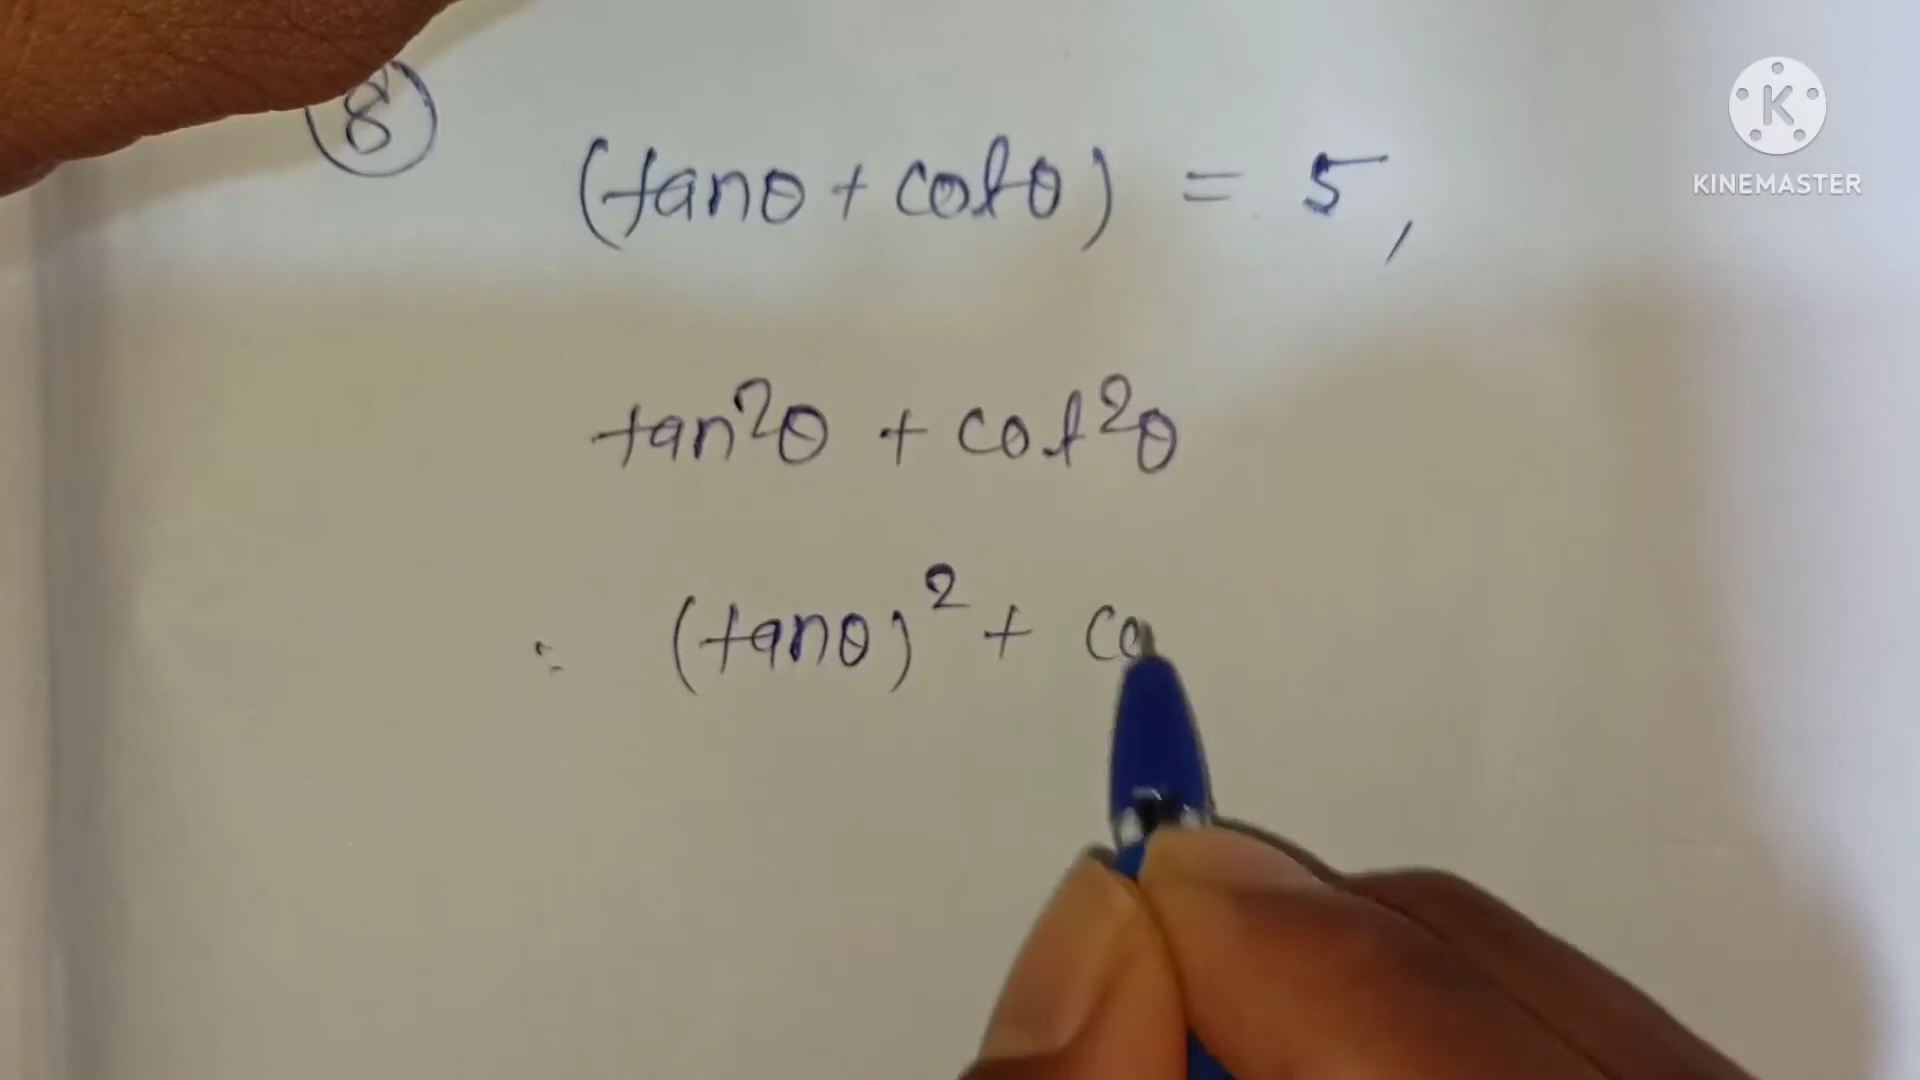 8 (tanθ + cotθ) = 5,
K
KINEMASTER
tan²θ + cot²θ
: (tanθ)² + co